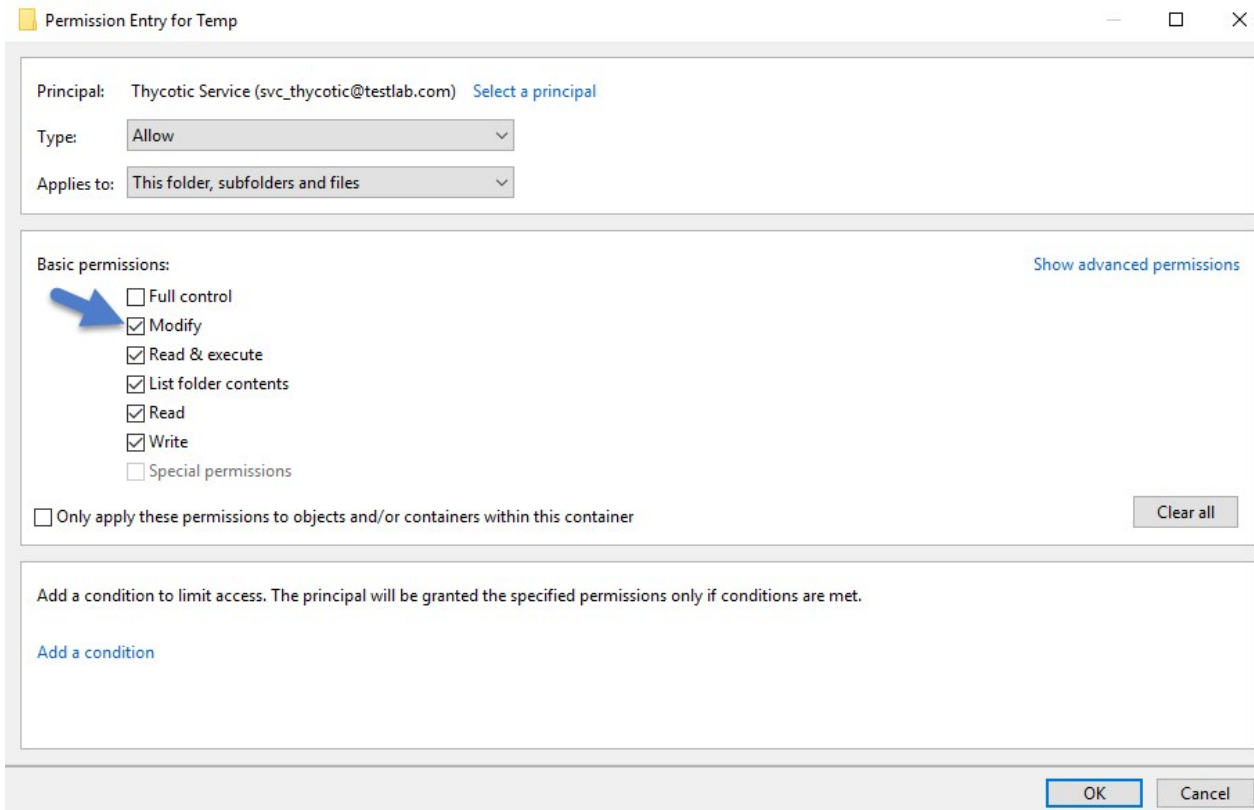 Permission Entry for Temp
Principal: Thycotic Service (svc_thycotic@testlab.com) Select a principal
Type: Allow
Applies to: This folder, subfolders and files
Basic permissions: Show advanced permissions
Full control
Modify
Read & execute
List folder contents
Read
Write
Special permissions
Only apply these permissions to objects and/or containers within this container
Clear all
Add a condition to limit access. The principal will be granted the specified permissions only if conditions are met.
Add a condition
OK Cancel